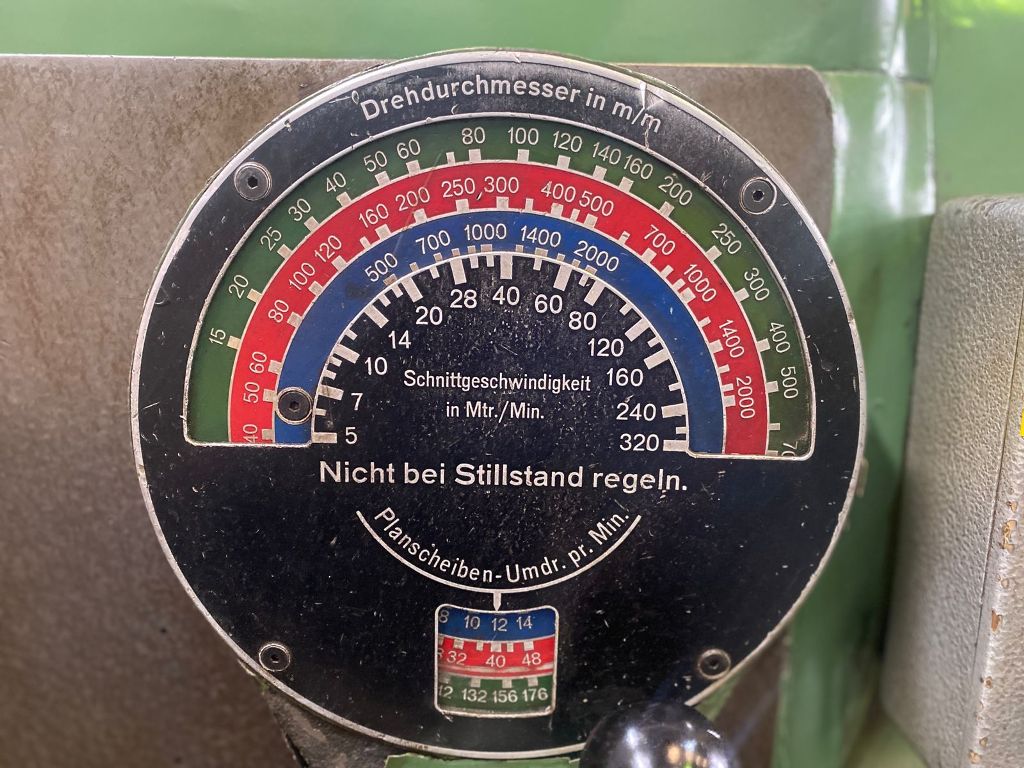 Drehdurchmesser in m/m
15 20 25 30 40 50 60 80 100 120 140 160 200 250 300 400 500
40 50 60 80 100 120 160 200 250 300 400 500 700 1000 1400 2000
500 700 1000 1400 2000
5 7 10 14 20 28 40 60 80 120 160 240 320
Schnittgeschwindigkeit
in Mtr./Min.
Nicht bei Stillstand regeln.
Planscheiben-Umdr. pr. Min.
8 10 12 14
32 40 48
132 156 176